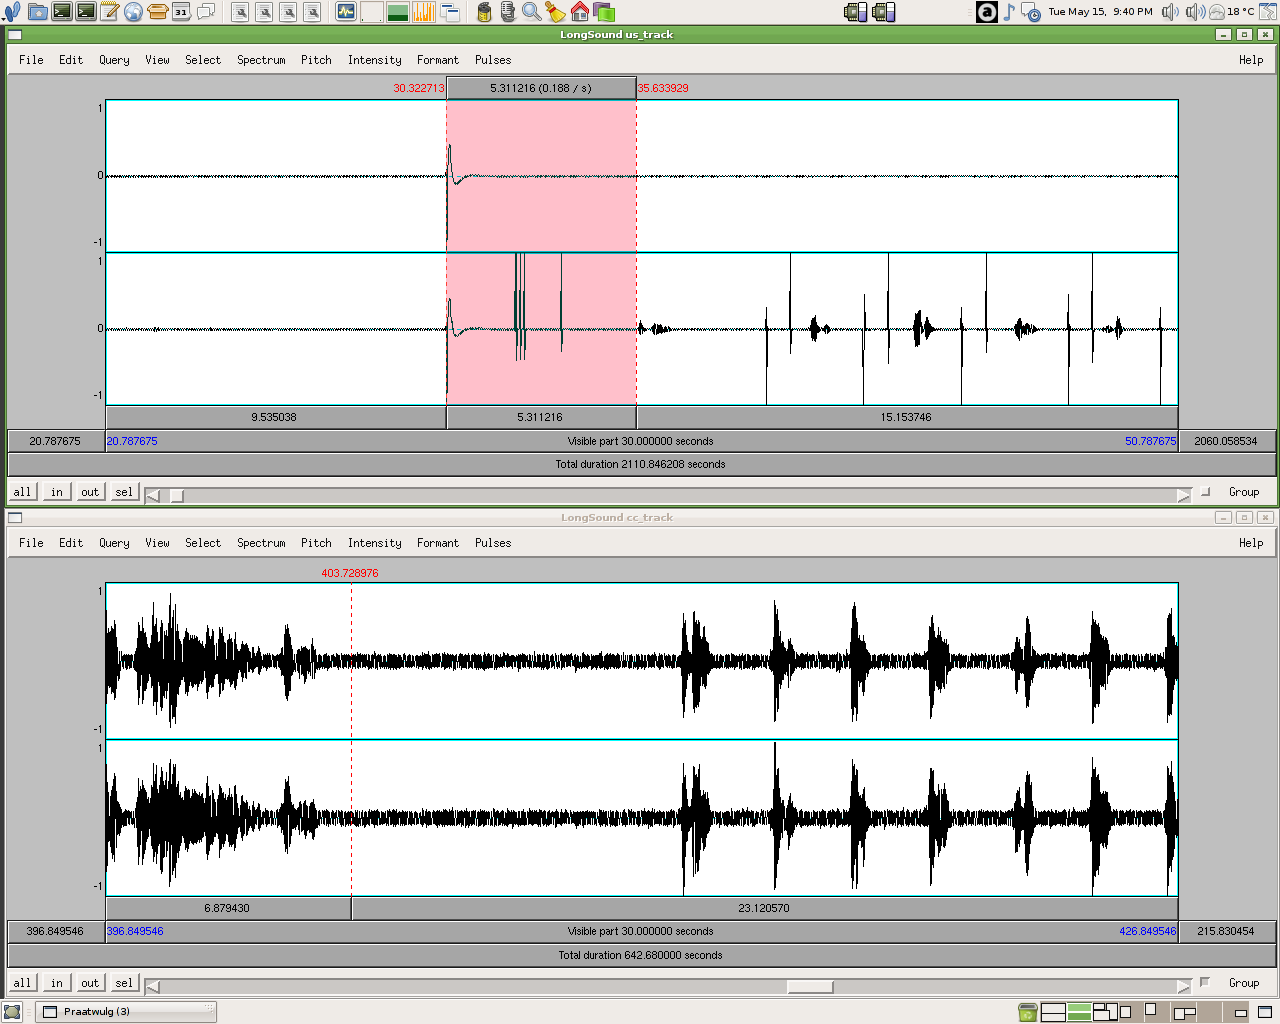 31
a
Tue May 15, 9:40 PM
18 °C
LongSound us_track
File Edit Query View Select Spectrum Pitch Intensity Formant Pulses Help
30.322713 5.311216 (0.188 / s) 35.633929
1
0
-1
1
0
-1
9.535038 5.311216 15.153746
20.787675 20.787675 Visible part 30.000000 seconds 50.787675 2060.058534
Total duration 2110.846208 seconds
all in out sel Group
LongSound cc_track
File Edit Query View Select Spectrum Pitch Intensity Formant Pulses Help
403.728976
1
-1
1
-1
6.879430 23.120570
396.849546 396.849546 Visible part 30.000000 seconds 426.849546 215.830454
Total duration 642.680000 seconds
all in out sel Group
Praatwulg (3)